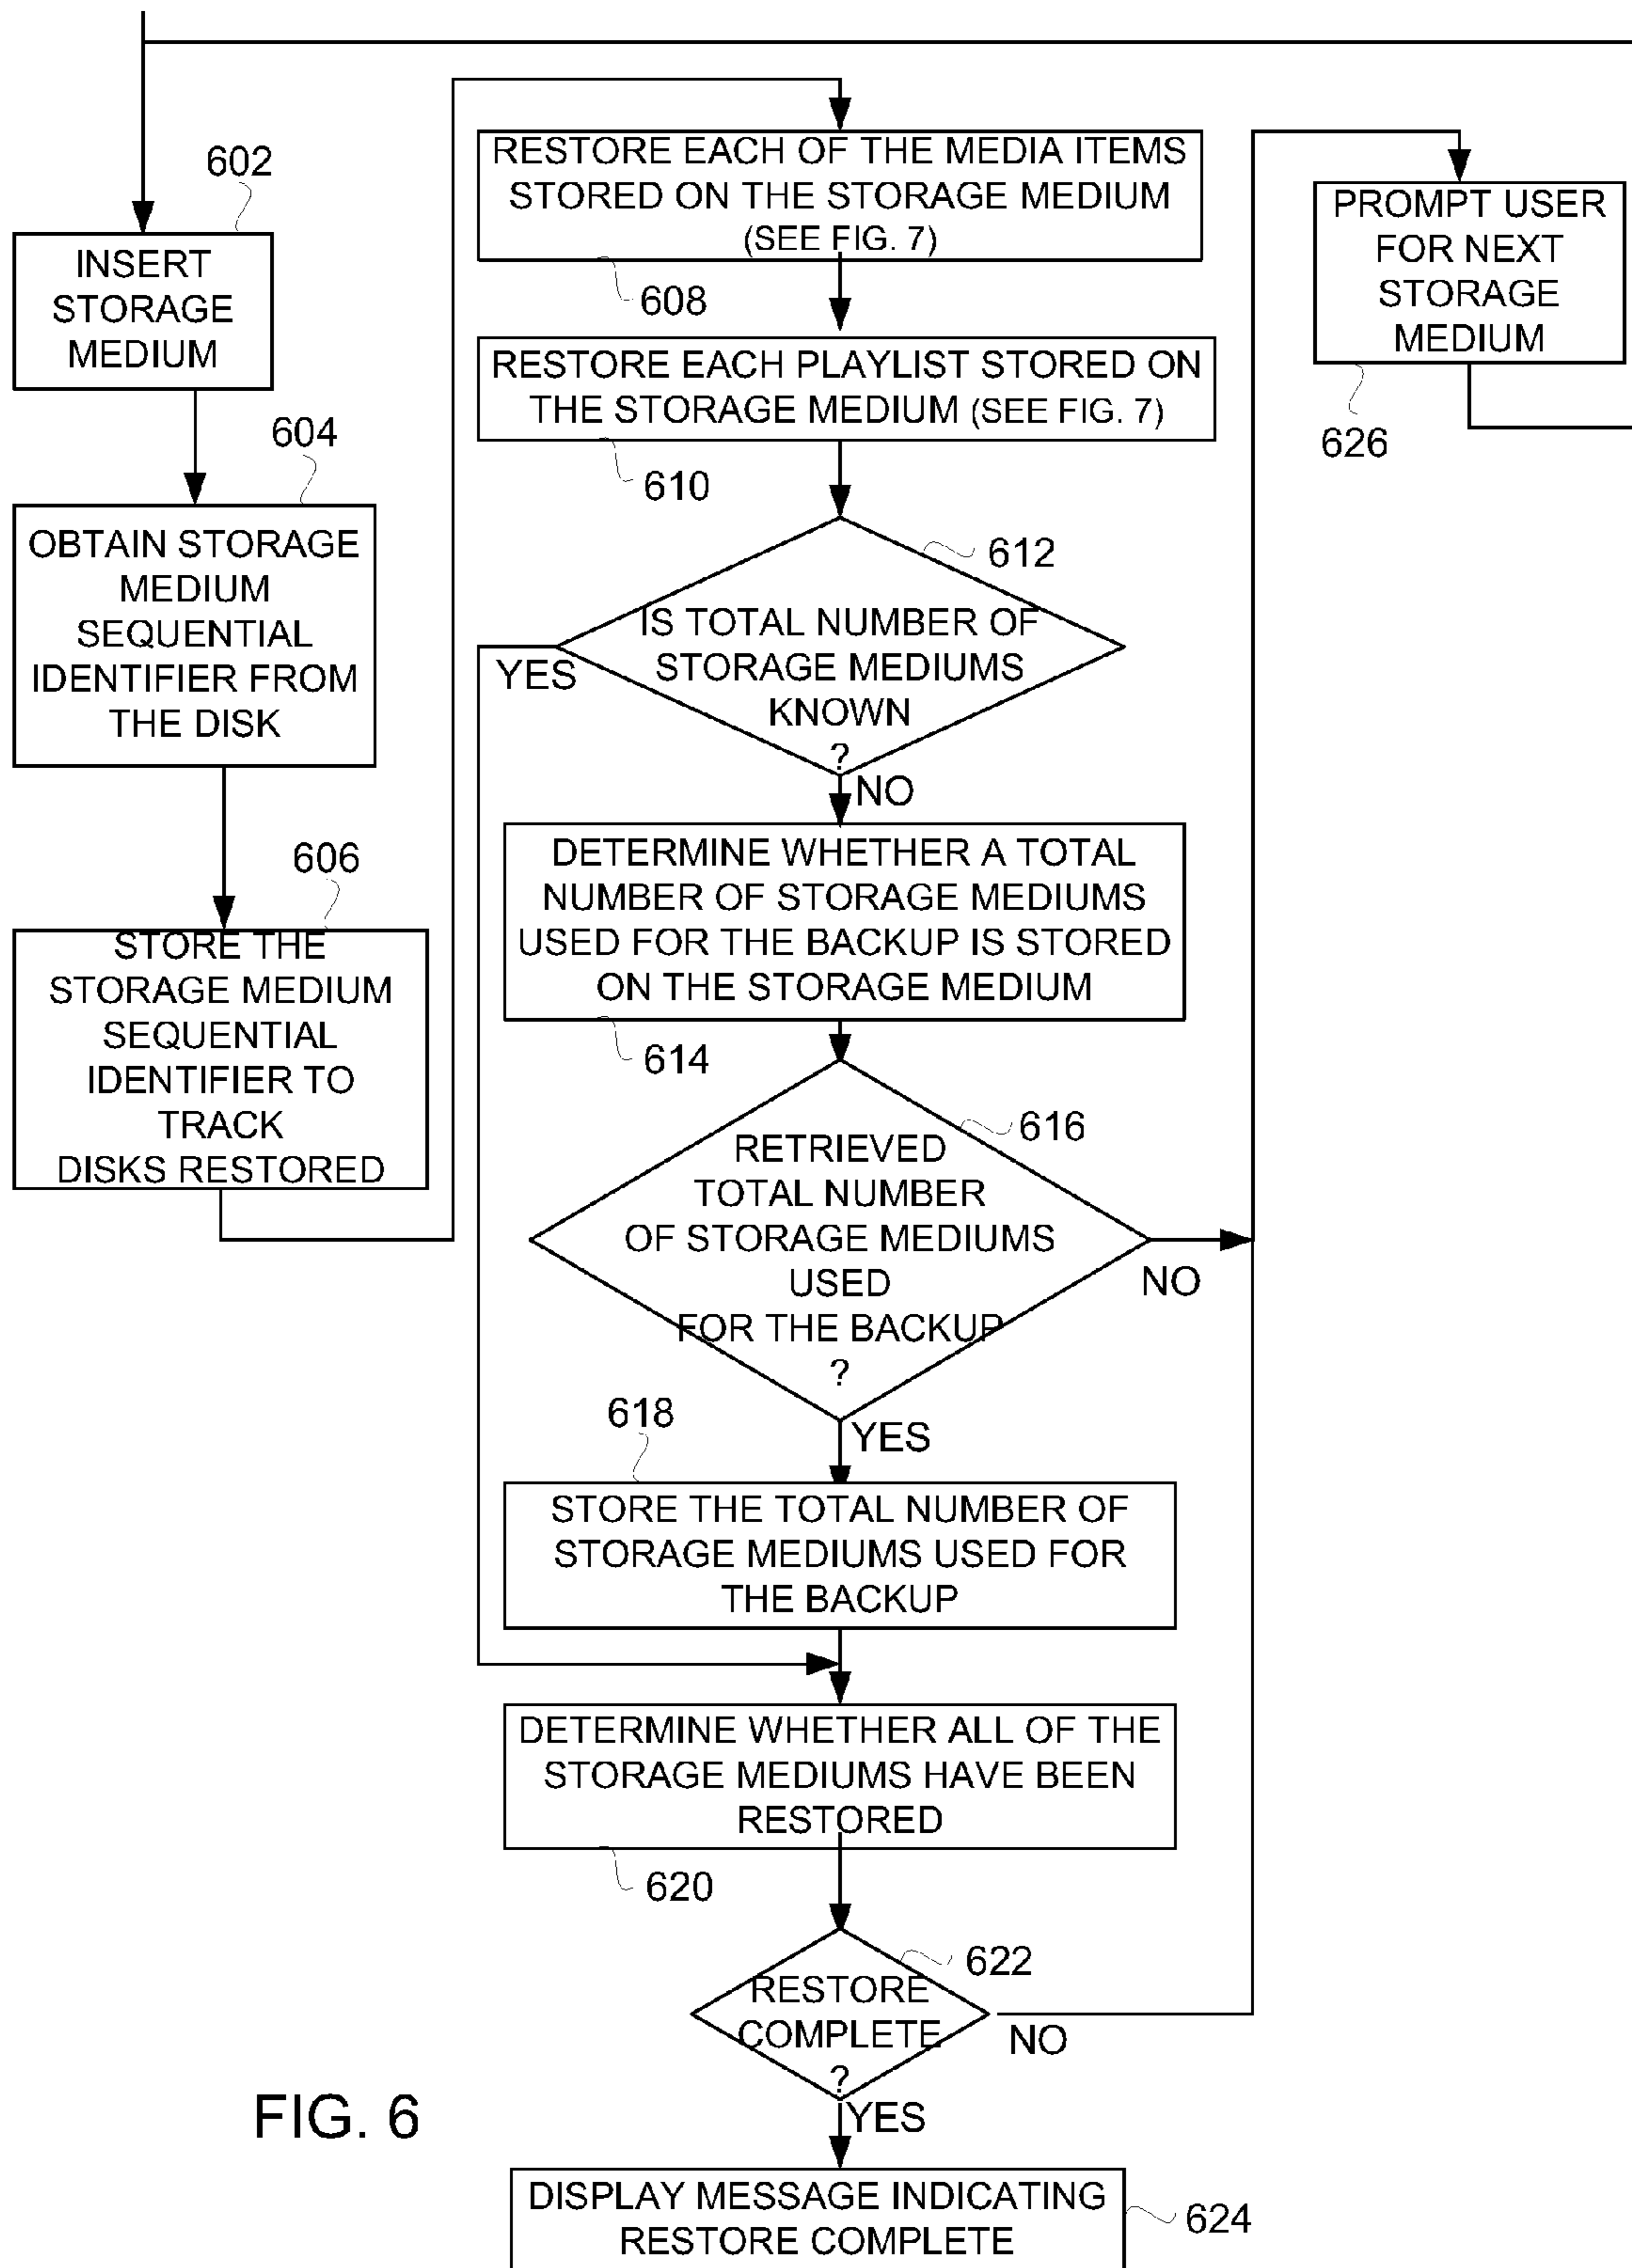 602
INSERT
STORAGE
MEDIUM
604
OBTAIN STORAGE
MEDIUM
SEQUENTIAL
IDENTIFIER FROM
THE DISK
606
STORE THE
STORAGE MEDIUM
SEQUENTIAL
IDENTIFIER TO
TRACK
DISKS RESTORED
RESTORE EACH OF THE MEDIA ITEMS
STORED ON THE STORAGE MEDIUM
(SEE FIG. 7)
608
RESTORE EACH PLAYLIST STORED ON
THE STORAGE MEDIUM (SEE FIG. 7)
610
612
IS TOTAL NUMBER OF
STORAGE MEDIUMS
KNOWN
?
YES
NO
DETERMINE WHETHER A TOTAL
NUMBER OF STORAGE MEDIUMS
USED FOR THE BACKUP IS STORED
ON THE STORAGE MEDIUM
614
616
RETRIEVED
TOTAL NUMBER
OF STORAGE MEDIUMS
USED
FOR THE BACKUP
?
NO
YES
618
STORE THE TOTAL NUMBER OF
STORAGE MEDIUMS USED FOR
THE BACKUP
DETERMINE WHETHER ALL OF THE
STORAGE MEDIUMS HAVE BEEN
RESTORED
620
622
RESTORE
COMPLETE
?
NO
YES
DISPLAY MESSAGE INDICATING
RESTORE COMPLETE
624
PROMPT USER
FOR NEXT
STORAGE
MEDIUM
626
FIG. 6